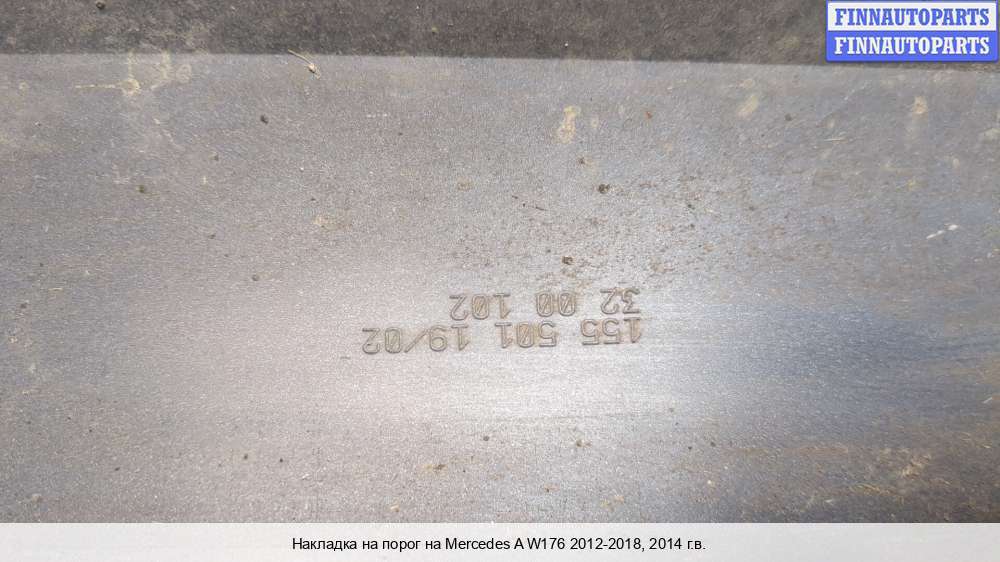 FINNAUTOPARTS
FINNAUTOPARTS
155 501 19/02
32 00 102
Накладка на порог на Mercedes A W176 2012-2018, 2014 г.в.